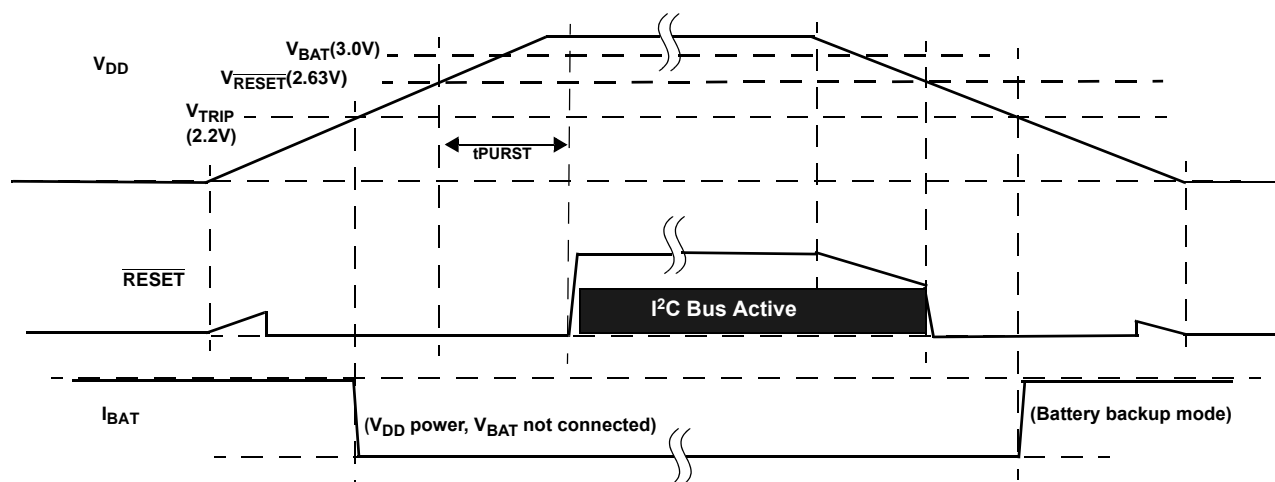 VBAT(3.0V)
VDD
VRESET(2.63V)
VTRIP
(2.2V)
tPURST
RESET
I²C Bus Active
IBAT
(VDD power, VBAT not connected)
(Battery backup mode)